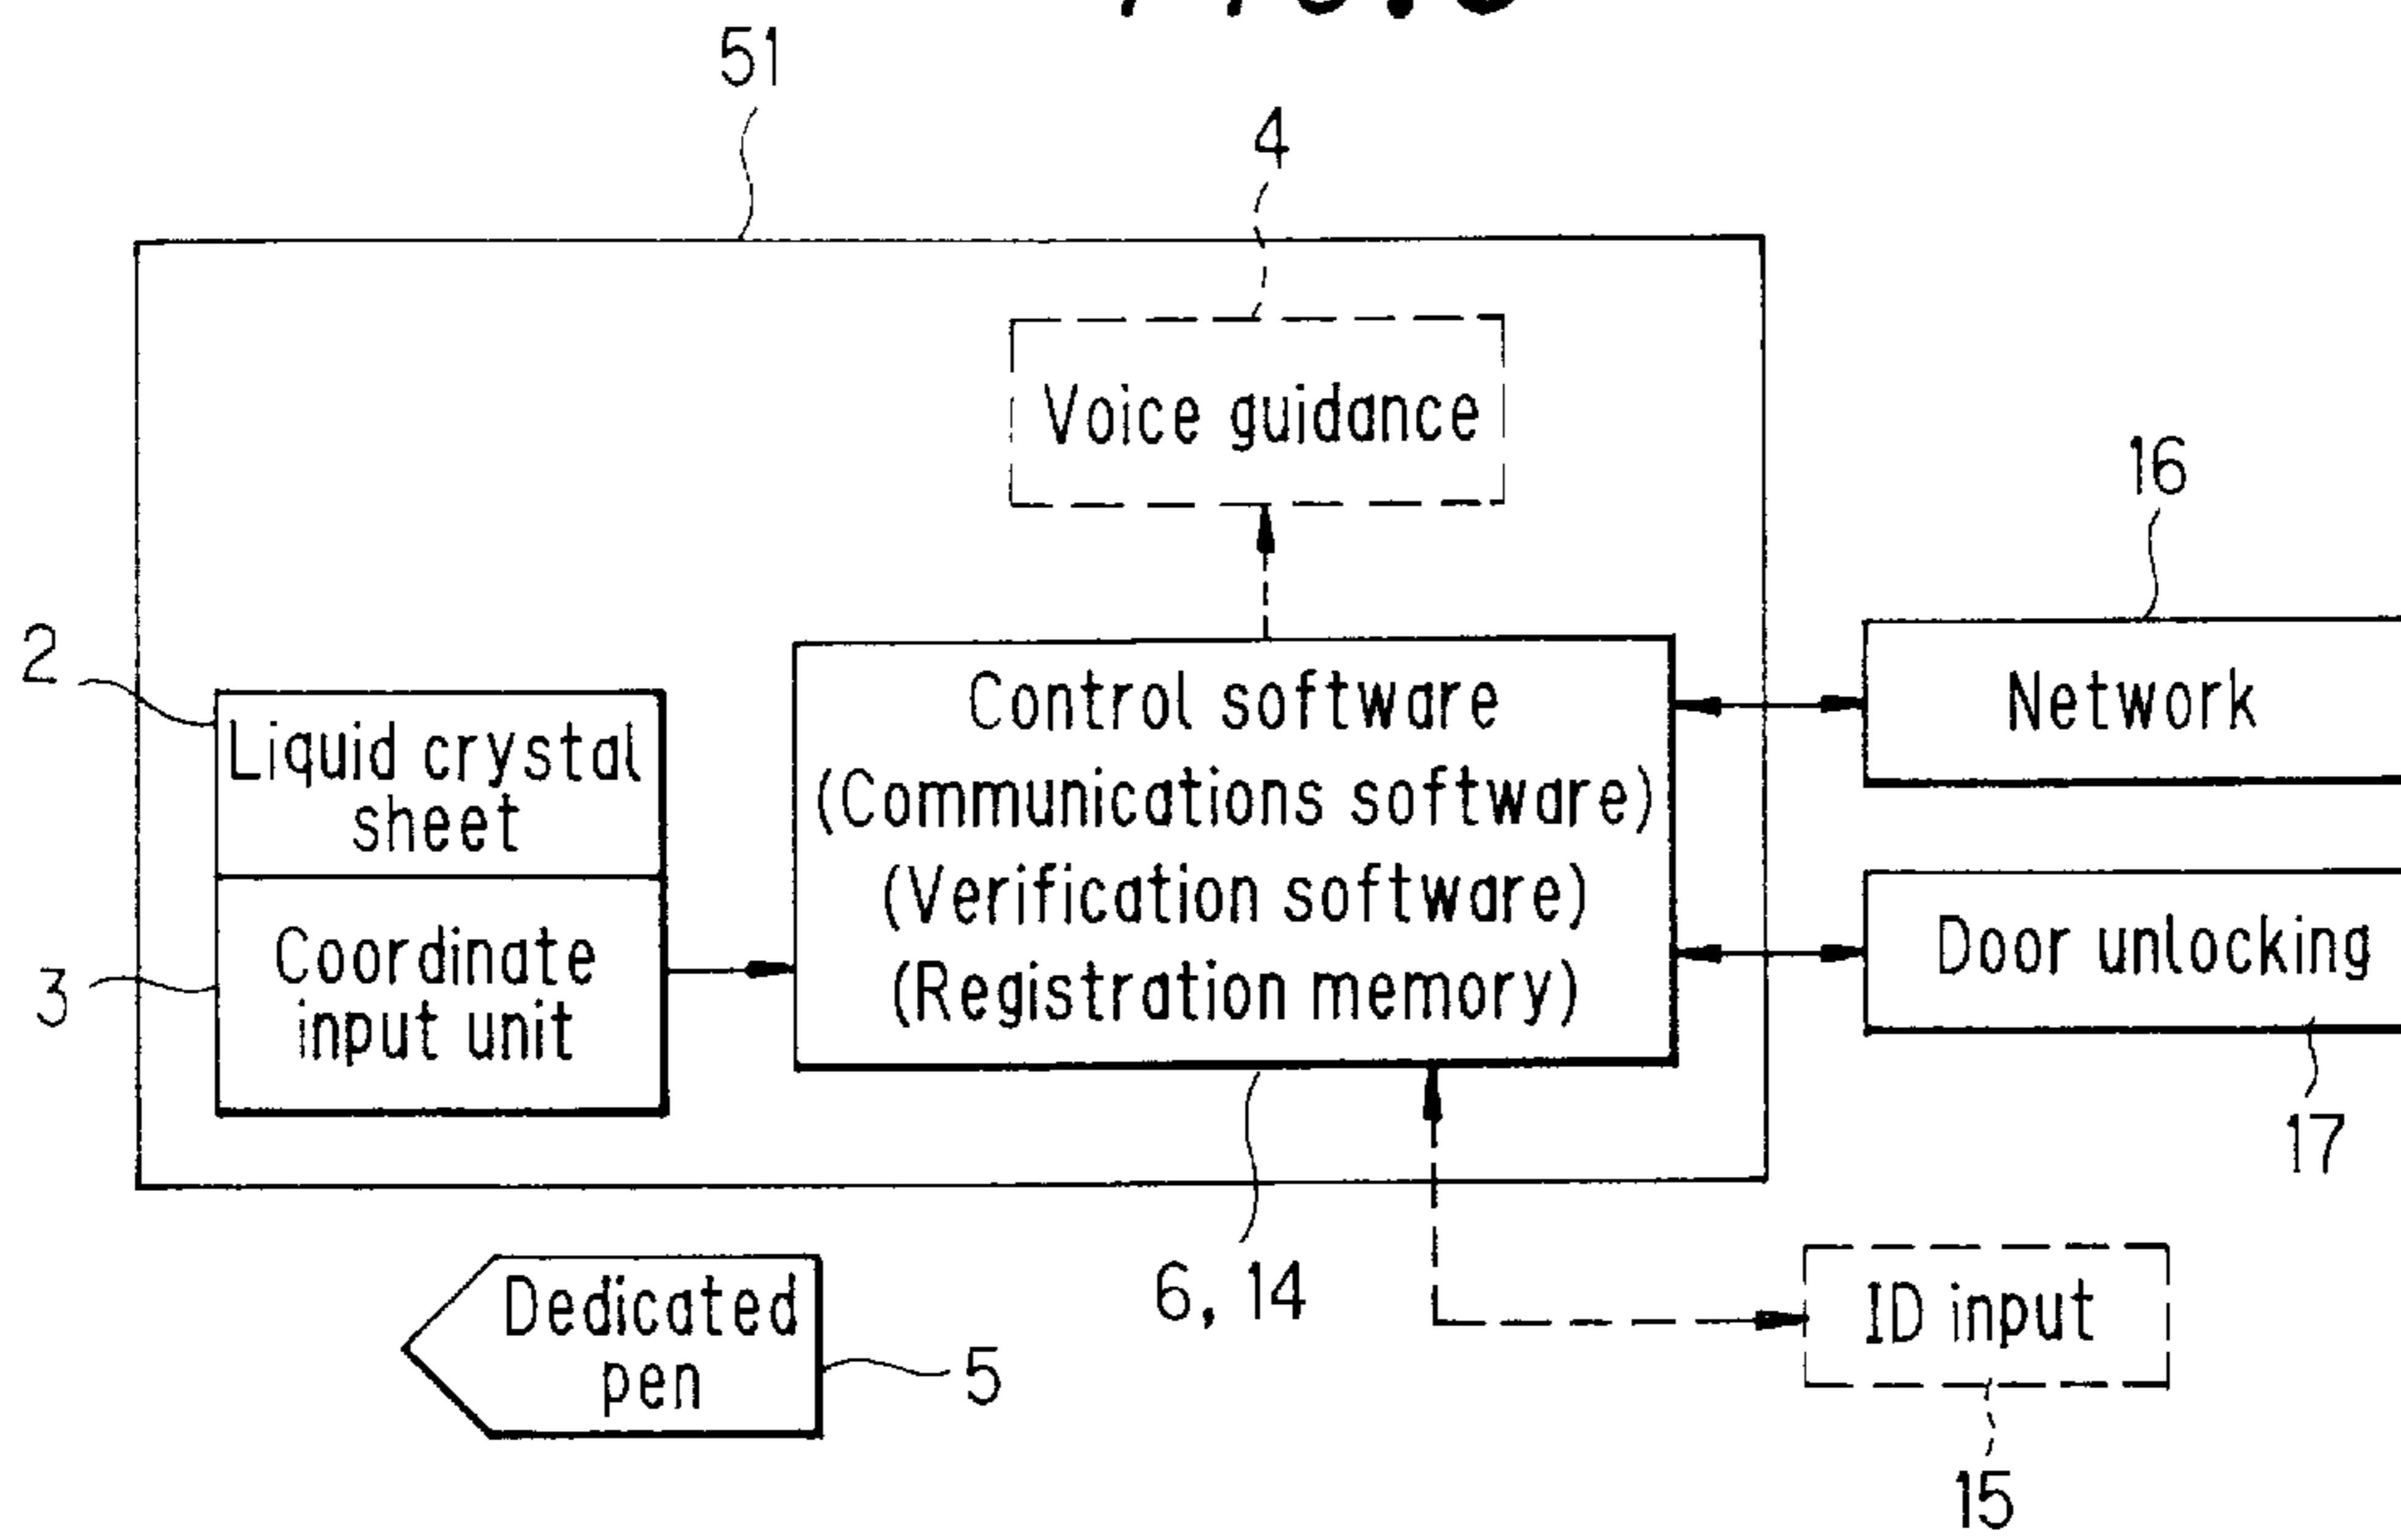 51
4
Voice guidance
16
2
Liquid crystal
sheet
Control software
(Communications software)
(Verification software)
(Registration memory)
Network
3
Coordinate
input unit
Door unlocking
17
6, 14
Dedicated
pen
5
ID input
15